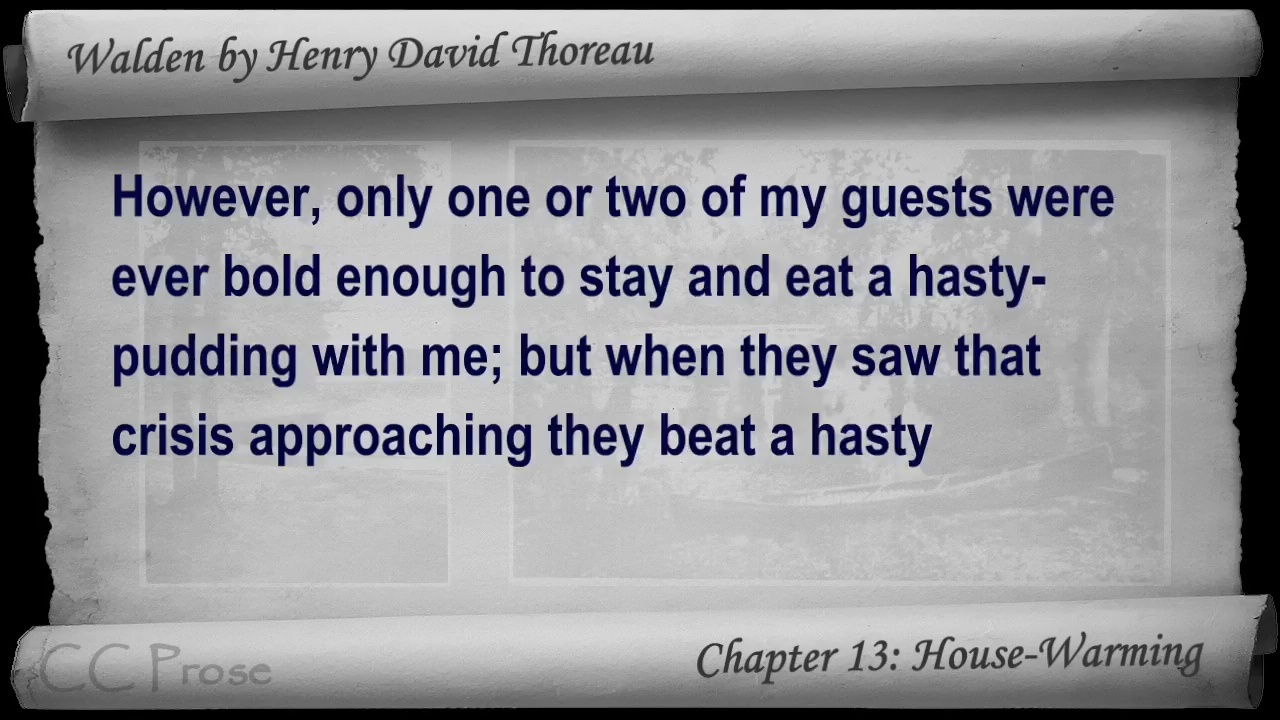 Walden by Henry David Thoreau
However, only one or two of my guests were
ever bold enough to stay and eat a hasty-
pudding with me; but when they saw that
crisis approaching they beat a hasty
CC Prose
Chapter 13: House-Warming